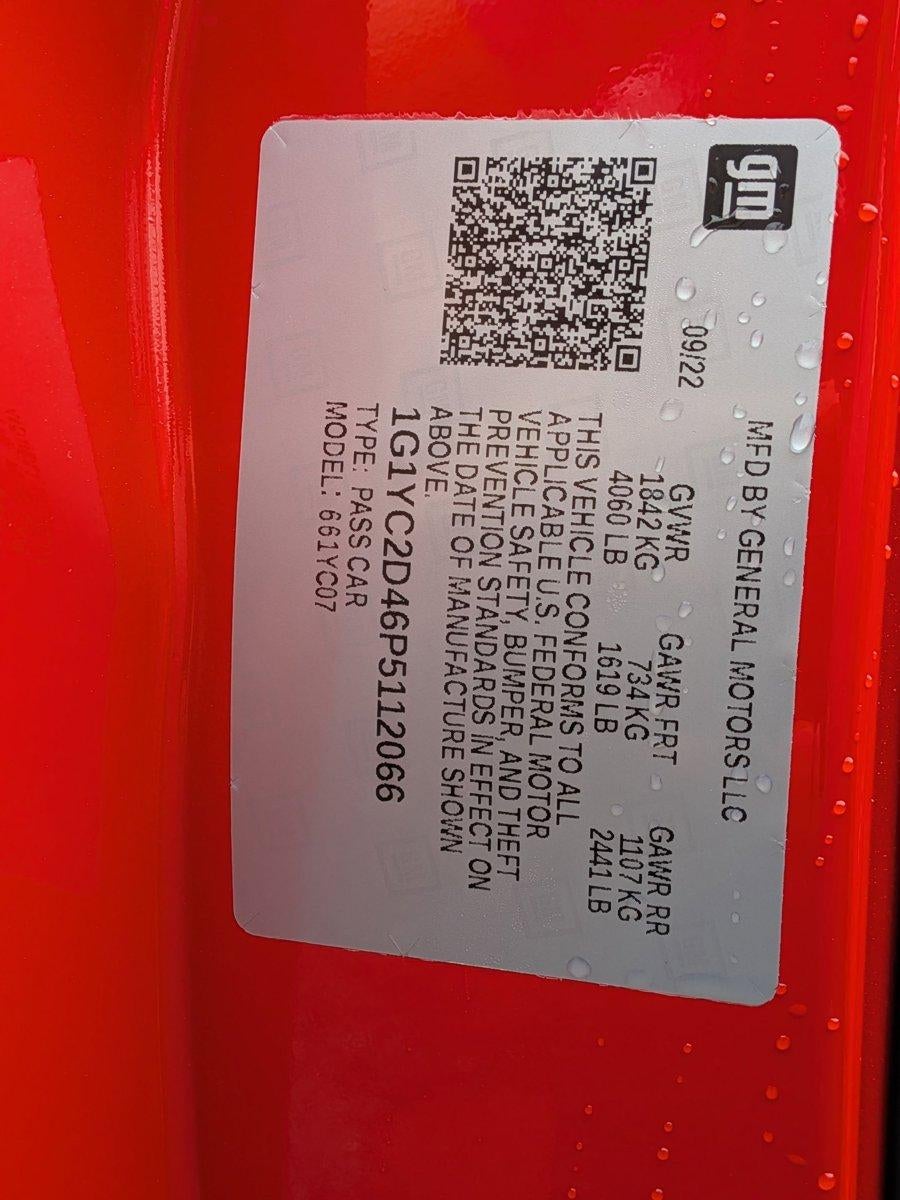 gm
MFD BY GENERAL MOTORS LLC
09/22
GVWR GAWR FRT GAWR RR
1842 KG 734 KG 1107 KG
4060 LB 1619 LB 2441 LB
THIS VEHICLE CONFORMS TO ALL
APPLICABLE U.S. FEDERAL MOTOR
VEHICLE SAFETY, BUMPER, AND THEFT
PREVENTION STANDARDS IN EFFECT ON
THE DATE OF MANUFACTURE SHOWN
ABOVE.
1G1YC2D46P5112066
TYPE: PASS CAR
MODEL: 661YC07